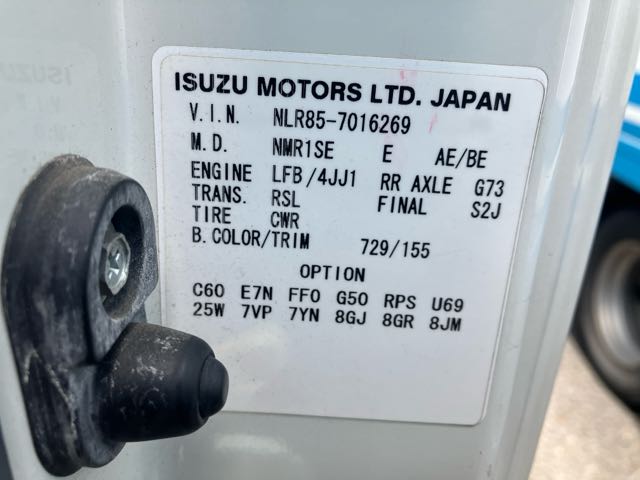 ISUZU MOTORS LTD. JAPAN
V.I.N. NLR85-7016269
M.D. NMR1SE E AE/BE
ENGINE LFB/4JJ1 RR AXLE G73
TRANS. RSL FINAL S2J
TIRE CWR
B.COLOR/TRIM 729/155
OPTION
C60 E7N FF0 G50 RPS U69
25W 7VP 7YN 8GJ 8GR 8JM
ISUZU